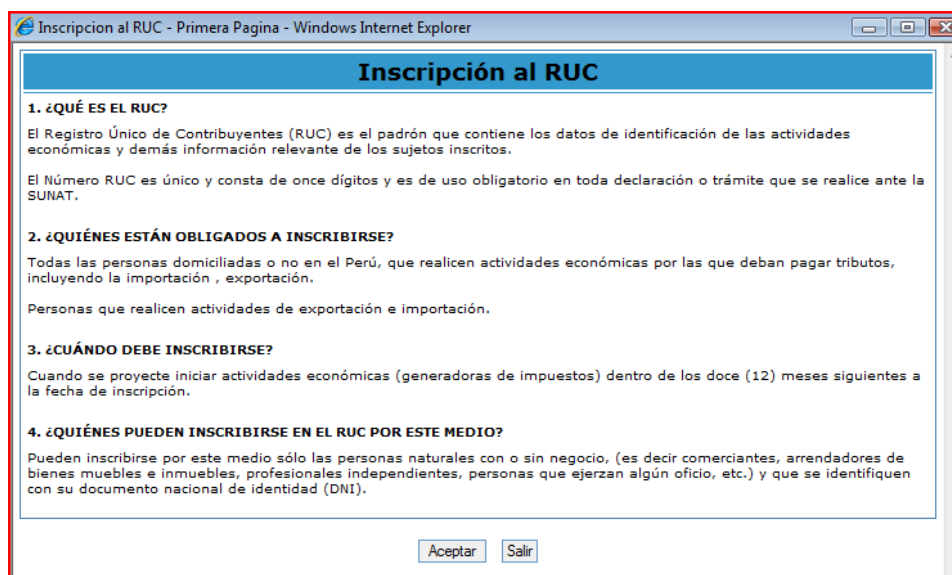 Inscripcion al RUC - Primera Pagina - Windows Internet Explorer
Inscripción al RUC
1. ¿QUÉ ES EL RUC?
El Registro Único de Contribuyentes (RUC) es el padrón que contiene los datos de identificación de las actividades
económicas y demás información relevante de los sujetos inscritos.
El Número RUC es único y consta de once dígitos y es de uso obligatorio en toda declaración o trámite que se realice ante la
SUNAT.
2. ¿QUIÉNES ESTÁN OBLIGADOS A INSCRIBIRSE?
Todas las personas domiciliadas o no en el Perú, que realicen actividades económicas por las que deban pagar tributos,
incluyendo la importación , exportación.
Personas que realicen actividades de exportación e importación.
3. ¿CUÁNDO DEBE INSCRIBIRSE?
Cuando se proyecte iniciar actividades económicas (generadoras de impuestos) dentro de los doce (12) meses siguientes a
la fecha de inscripción.
4. ¿QUIÉNES PUEDEN INSCRIBIRSE EN EL RUC POR ESTE MEDIO?
Pueden inscribirse por este medio sólo las personas naturales con o sin negocio, (es decir comerciantes, arrendadores de
bienes muebles e inmuebles, profesionales independientes, personas que ejerzan algún oficio, etc.) y que se identifiquen
con su documento nacional de identidad (DNI).
Aceptar Salir